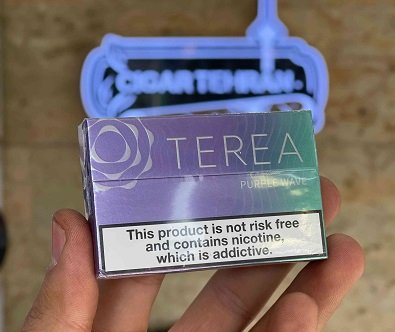 CIGARTEHRAN
TEREA
PURPLE WAVE
This product is not risk free
and contains nicotine,
which is addictive.